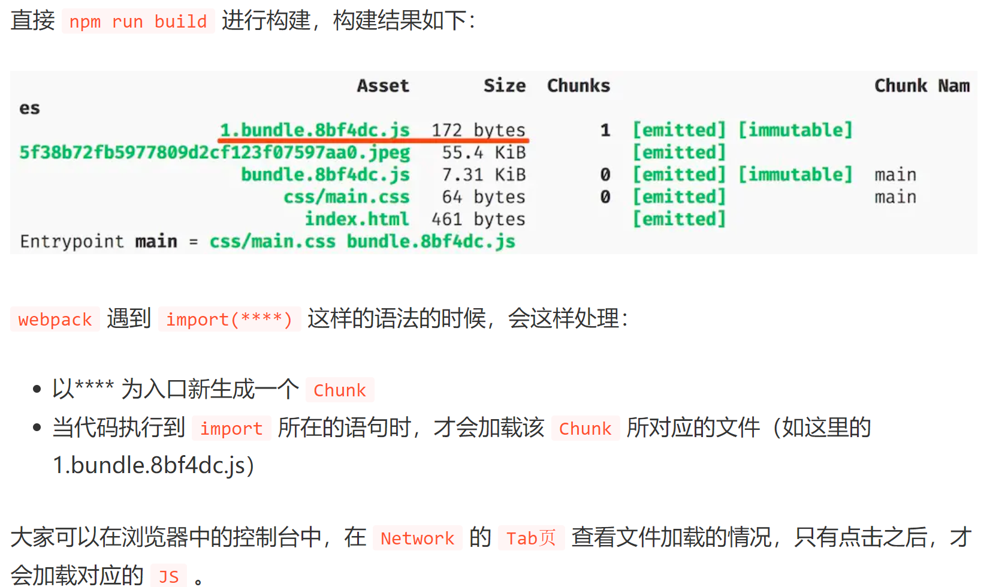 直接 npm run build 进行构建，构建结果如下：
Asset Size Chunks Chunk Nam
es
1.bundle.8bf4dc.js 172 bytes 1 [emitted] [immutable]
5f38b72fb5977809d2cf123f07597aa0.jpeg 55.4 KiB [emitted]
bundle.8bf4dc.js 7.31 KiB 0 [emitted] [immutable] main
css/main.css 64 bytes 0 [emitted] main
index.html 461 bytes [emitted]
Entrypoint main = css/main.css bundle.8bf4dc.js
webpack 遇到 import(****) 这样的语法的时候，会这样处理：
• 以**** 为入口新生成一个 Chunk
• 当代码执行到 import 所在的语句时，才会加载该 Chunk 所对应的文件（如这里的
1.bundle.8bf4dc.js）
大家可以在浏览器中的控制台中，在 Network 的 Tab页 查看文件加载的情况，只有点击之后，才
会加载对应的 JS 。